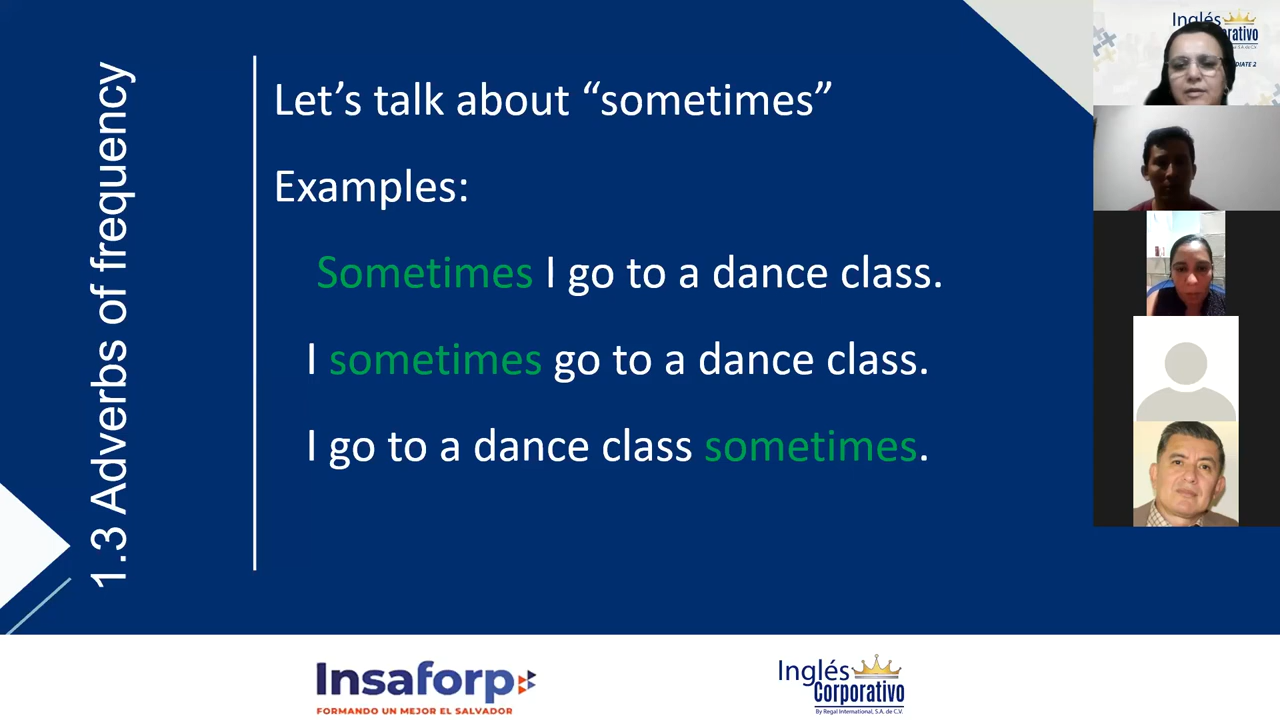 1.3 Adverbs of frequency
Let’s talk about “sometimes”
Examples:
Sometimes I go to a dance class.
I sometimes go to a dance class.
I go to a dance class sometimes.
Insaforp
FORMANDO UN MEJOR EL SALVADOR
Inglés
Corporativo
By Regal International, S.A. de C.V.
Inglés